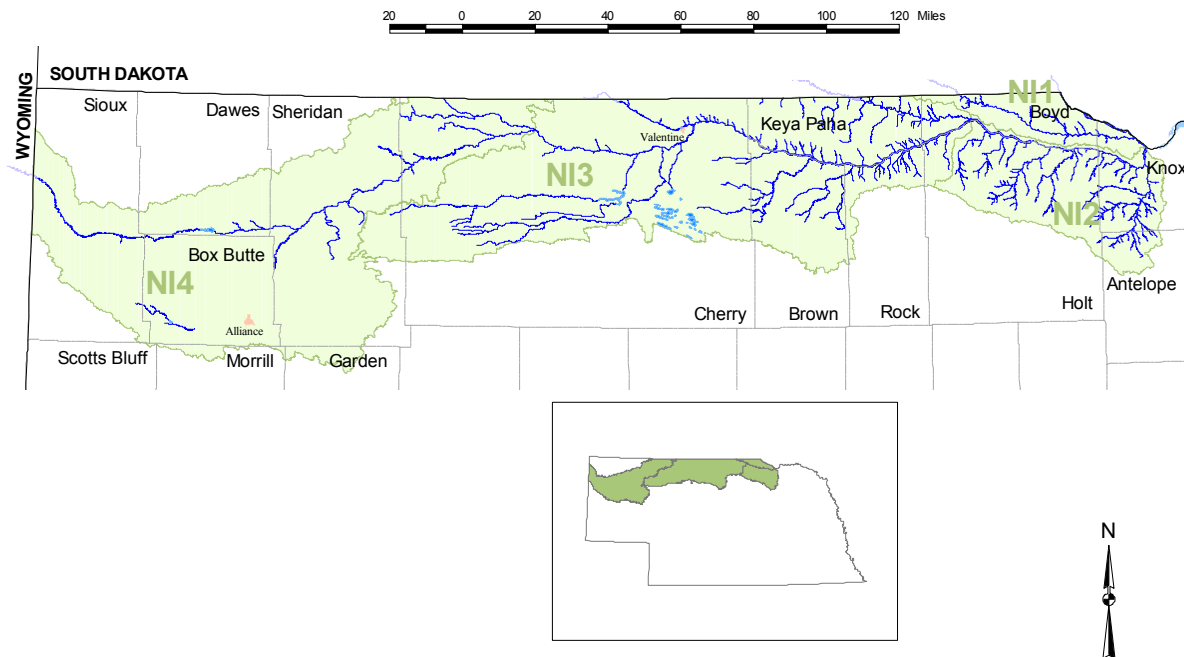 20 0 20 40 60 80 100 120 Miles
WYOMING
SOUTH DAKOTA
Sioux
Dawes
Sheridan
NI1
Boyd
Keya Paha
Valentine
Knox
NI3
NI2
Box Butte
NI4
Antelope
Alliance
Cherry
Brown
Rock
Holt
Scotts Bluff
Morrill
Garden
N